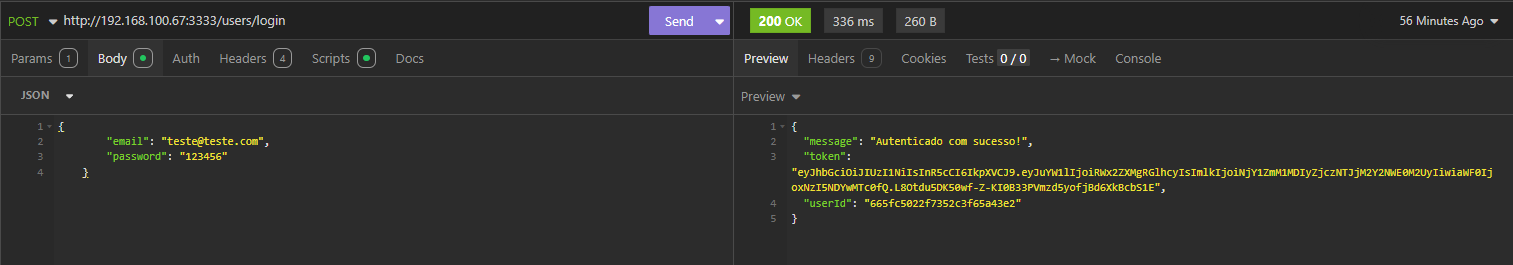 POST http://192.168.100.67:3333/users/login Send 200 OK 336 ms 260 B 56 Minutes Ago
Params 1 Body Auth Headers 4 Scripts Docs Preview Headers 9 Cookies Tests 0 / 0 → Mock Console
JSON
Preview
1 {
2 "email": "teste@teste.com",
3 "password": "123456"
4 }
1 {
2 "message": "Autenticado com sucesso!",
3 "token":
"eyJhbGciOiJIUzI1NiIsInR5cCI6IkpXVCJ9.eyJuYW1lIjoiRWx2ZXMgRGlhcyIsImlkIjoiNjY1ZmM1MDIyZjczNTJjM2Y2NWE0M2UyIiwiaWF0Ij
oxNzI5NDYwMTc0fQ.L8Otdu5DK50wf-Z-KI0B33PVmzd5yofjBd6XkBcbS1E",
4 "userId": "665fc5022f7352c3f65a43e2"
5 }